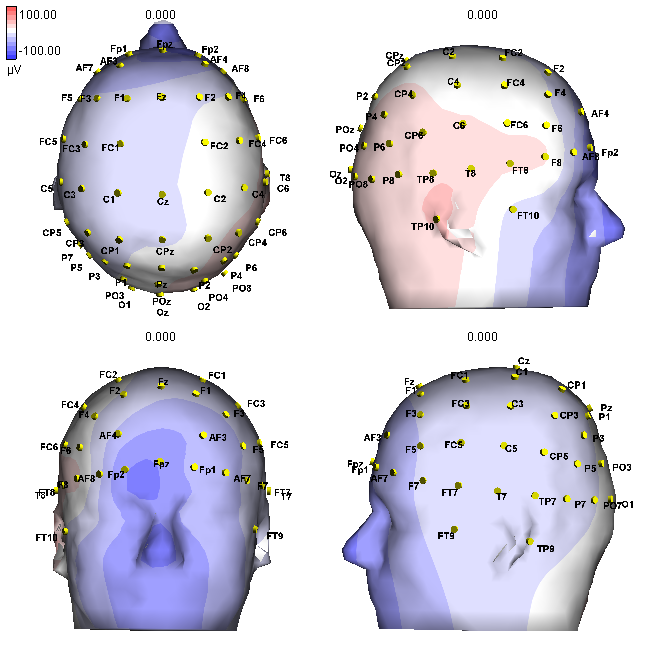 100.00
-100.00
µV
0.000
Fp1 Fpz Fp2
AF7 AF3 AF4 AF8
F5 F3 F1 Fz F2 F4 F6
FC5 FC3 FC1 FC2 FC4 FC6
T8
C5 C3 C1 Cz C2 C4 C6
CP5 CP3 CP1 CPz CP2 CP4 CP6
P7 P5 P3 P1 Pz P2 P4 P6
PO3 POz PO4 PO8
O1 Oz O2
0.000
CPz C2 FC2
CP2 F2
P2 CP4 C4 FC4 F4
P4 AF4
POz CP6 C6 FC6 F6
PO4 P6 F8 AF8 Fp2
Oz O2 PO8 P8 TP8 T8 FT8
TP10 FT10
0.000
FC2 Fz FC1
F2 F1
FC4 F4 F3 FC3
AF4 AF3
FC6 F6 F5 FC5
Fpz
F8 AF8 Fp2 Fp1 AF7 F7
FT8 T8 FT7 T7
FT10 FT9
0.000
Cz
Fz FC1 C1 CP1
F1
F3 FC3 C3 CP3 Pz P1
AF3 F5 FC5 C5 CP5 P3
Fpz Fp1 AF7 P5 PO3
F7 FT7 T7 TP7 P7 PO7 O1
FT9 TP9